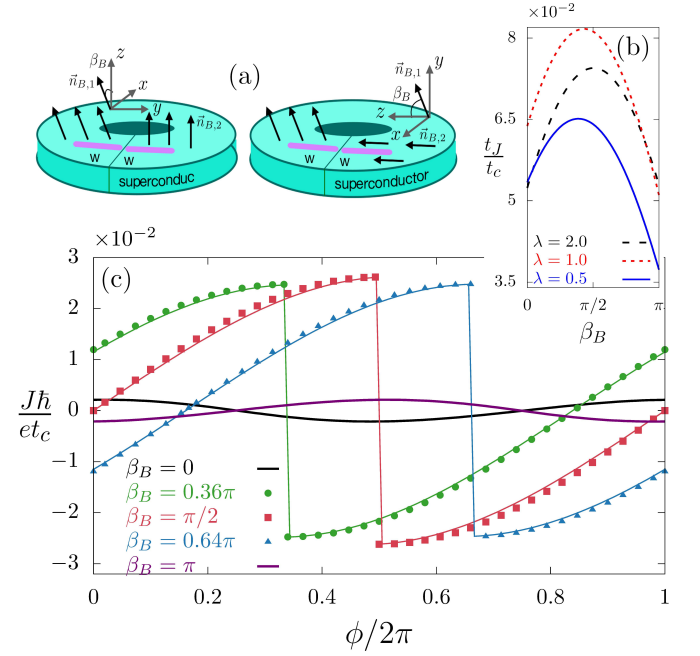 (a)
β_B z
n⃗_{B,1} x
y n⃗_{B,2}
w w
superconduc
y
n⃗_{B,1}
β_B
z
x n⃗_{B,2}
w w
superconductor
×10⁻²
(b)
8
6.5
5
3.5
t_J/t_c
λ = 2.0
λ = 1.0
λ = 0.5
0 π/2 π
β_B
×10⁻²
(c)
3
2
1
0
−1
−2
−3
Jħ/et_c
β_B = 0
β_B = 0.36π
β_B = π/2
β_B = 0.64π
β_B = π
0 0.2 0.4 0.6 0.8 1
ϕ/2π